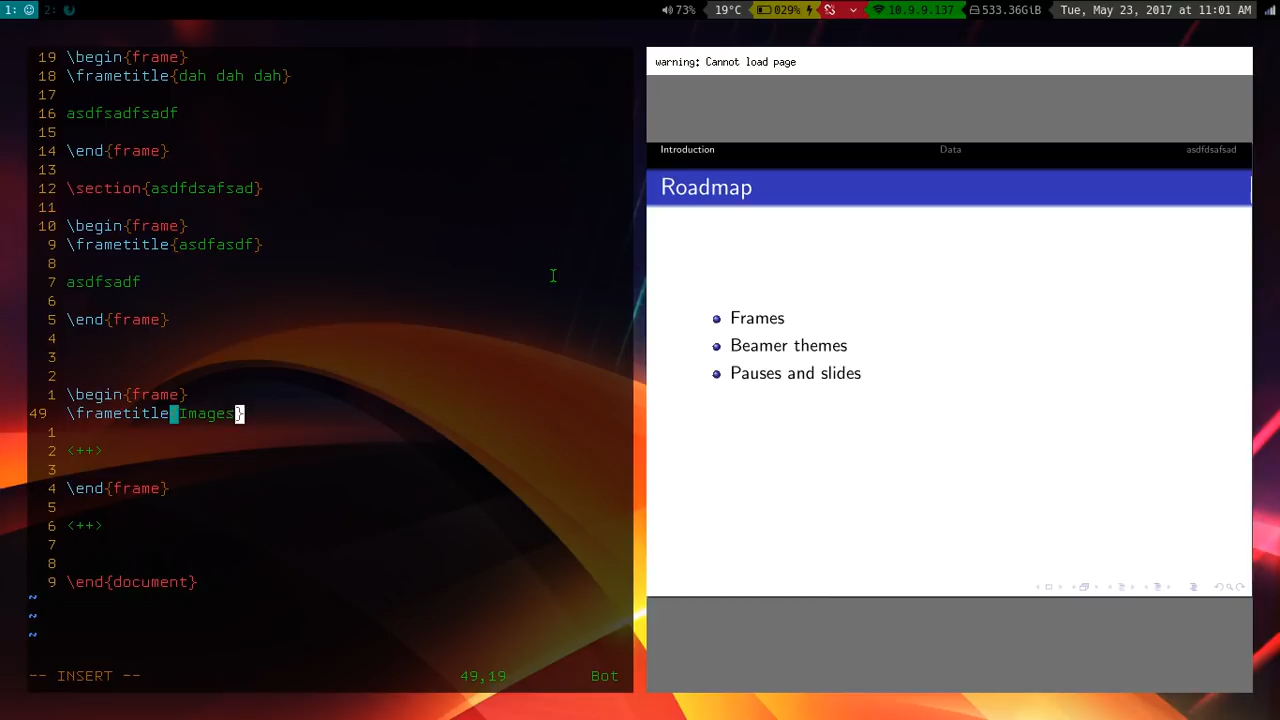 1: 2: 73% 19°C 029% 10.9.9.137 533.36GiB Tue, May 23, 2017 at 11:01 AM
19 \begin{frame}
18 \frametitle{dah dah dah}
17
16 asdfsadfsadf
15
14 \end{frame}
13
12 \section{asdfdsafsad}
11
10 \begin{frame}
9 \frametitle{asdfasdf}
8
7 asdfsadf
6
5 \end{frame}
4
3
2
1 \begin{frame}
49 \frametitle{Images}
1
2 <++>
3
4 \end{frame}
5
6 <++>
7
8
9 \end{document}
~
~
~
-- INSERT -- 49,19 Bot
warning: Cannot load page
Introduction Data asdfdsafsad
Roadmap
Frames
Beamer themes
Pauses and slides